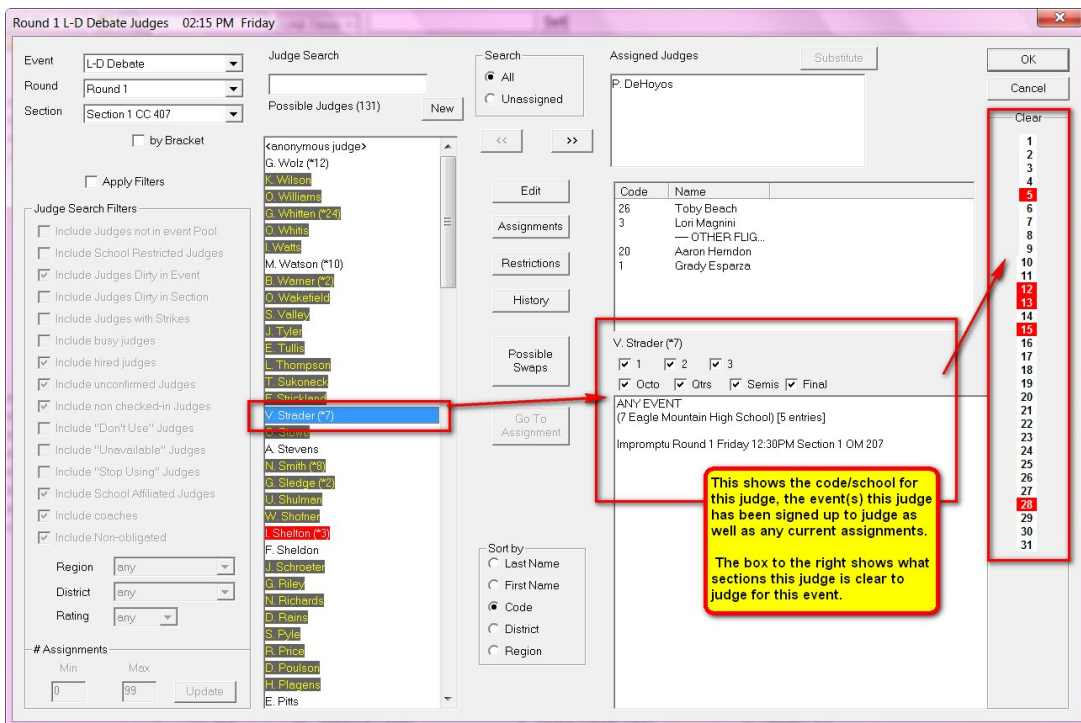 Round 1 L-D Debate Judges   02:15 PM  Friday
Event
L-D Debate
Round
Round 1
Section
Section 1 CC 407
by Bracket
Apply Filters
Judge Search Filters
Include Judges not in event Pool
Include School Restricted Judges
Include Judges Dirty in Event
Include Judges Dirty in Section
Include Judges with Strikes
Include busy judges
Include hired judges
Include unconfirmed Judges
Include non checked-in Judges
Include "Don't Use" Judges
Include "Unavailable" Judges
Include "Stop Using" Judges
Include School Affiliated Judges
Include coaches
Include Non-obligated
Region any
District any
Rating any
# Assignments
Min Max
0 99 Update
Judge Search
Possible Judges (131) New
<anonymous judge>
G. Wolz (*12)
K. Wilson
O. Williams
G. Whitten (*24)
O. Whitis
I. Watts
M. Watson (*10)
B. Warner (*2)
O. Wakefield
S. Valley
J. Tyler
E. Tullis
L. Thompson
T. Sukoneck
F. Strickland
V. Strader (*7)
O. Stowe
A. Stevens
N. Smith (*8)
G. Sledge (*2)
U. Shulman
W. Shofner
I. Shelton (*3)
F. Sheldon
J. Schroeter
G. Riley
N. Richards
D. Rains
S. Pyle
R. Price
D. Poulson
H. Plagens
E. Pitts
Search
All
Unassigned
<< >>
Edit
Assignments
Restrictions
History
Possible
Swaps
Go To
Assignment
Sort by
Last Name
First Name
Code
District
Region
Assigned Judges Substitute
P. DeHoyos
Code Name
26 Toby Beach
3 Lori Magnini
— OTHER FLIG...
20 Aaron Herndon
1 Grady Esparza
V. Strader (*7)
1 2 3
Octo Qtrs Semis Final
ANY EVENT
(7 Eagle Mountain High School) [5 entries]
Impromptu Round 1 Friday 12:30PM Section 1 OM 207
This shows the code/school for
this judge, the event(s) this judge
has been signed up to judge as
well as any current assignments.
The box to the right shows what
sections this judge is clear to
judge for this event.
OK
Cancel
Clear
1
2
3
4
5
6
7
8
9
10
11
12
13
14
15
16
17
18
19
20
21
22
23
24
25
26
27
28
29
30
31